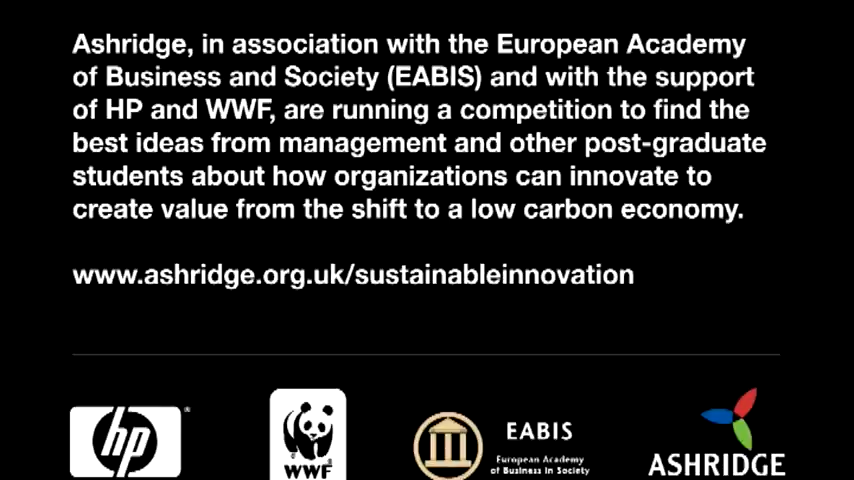 Ashridge, in association with the European Academy
of Business and Society (EABIS) and with the support
of HP and WWF, are running a competition to find the
best ideas from management and other post-graduate
students about how organizations can innovate to
create value from the shift to a low carbon economy.
www.ashridge.org.uk/sustainableinnovation
hp ®
WWF ®
EABIS
European Academy
of Business in Society
ASHRIDGE